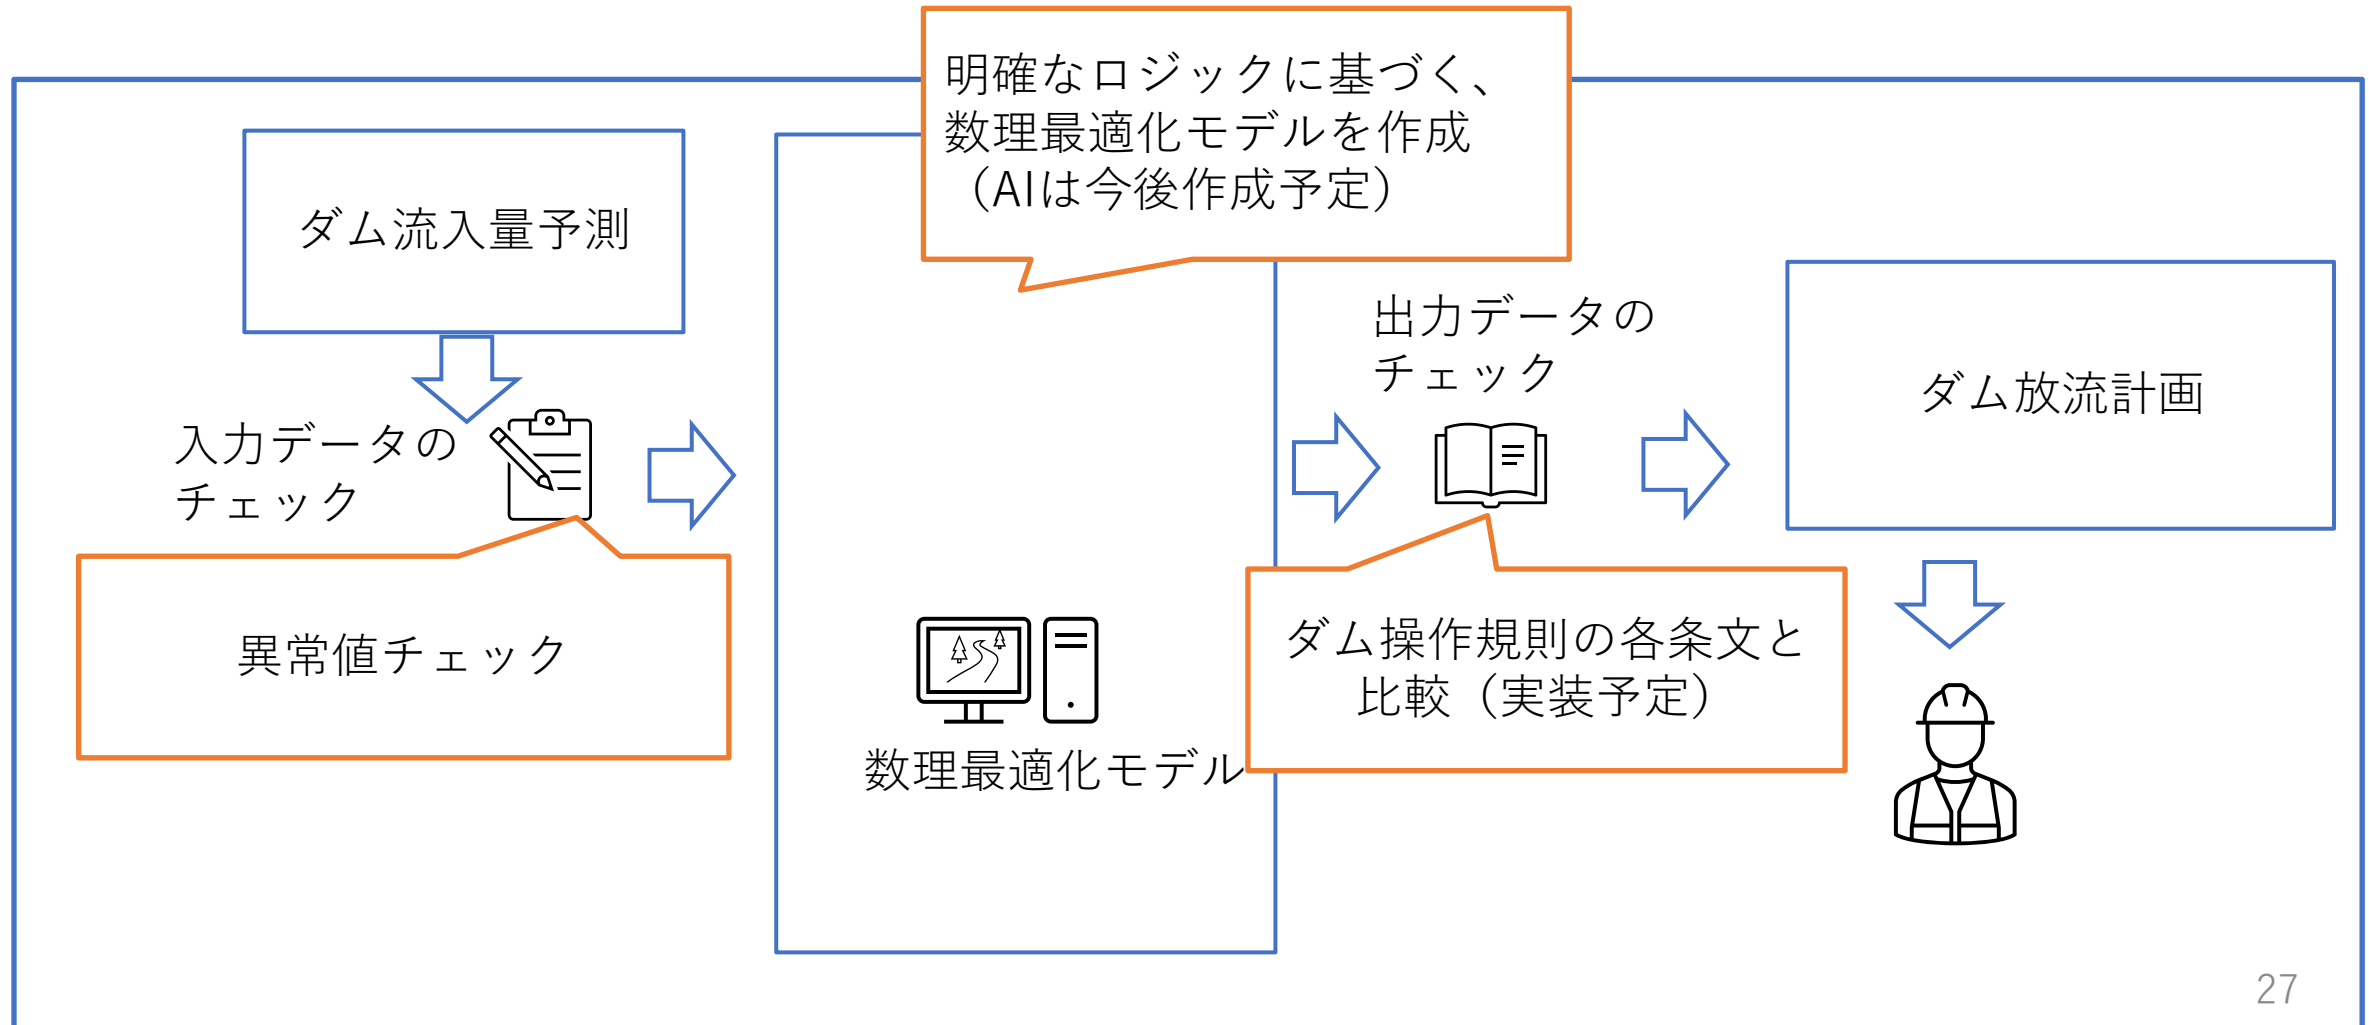 明確なロジックに基づく、
数理最適化モデルを作成
（AIは今後作成予定）
ダム流入量予測
入力データの
チェック
異常値チェック
数理最適化モデル
出力データの
チェック
ダム操作規則の各条文と
比較（実装予定）
ダム放流計画
27